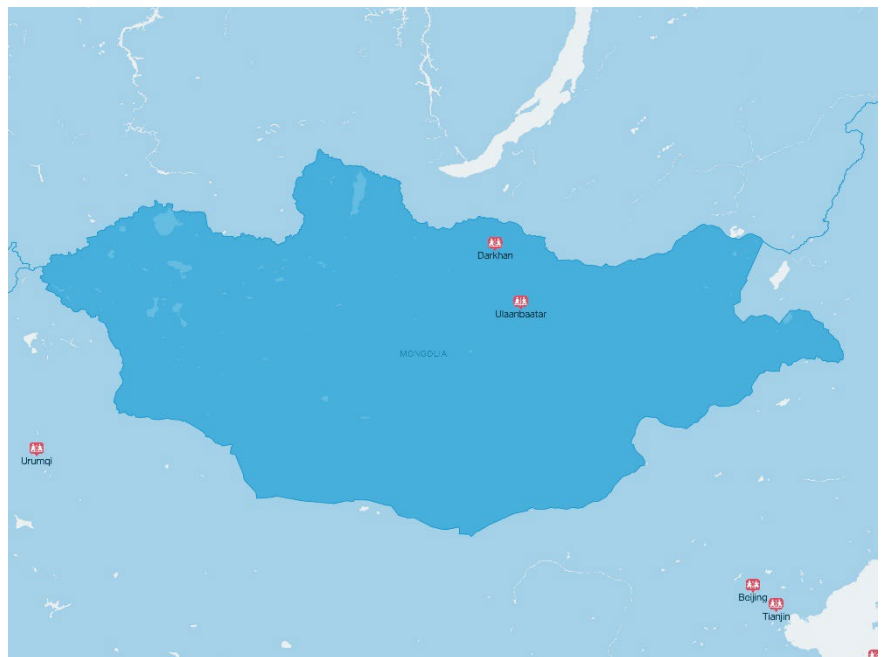 Darkhan
Ulaanbaatar
MONGOLIA
Urumqi
Beijing
Tianjin